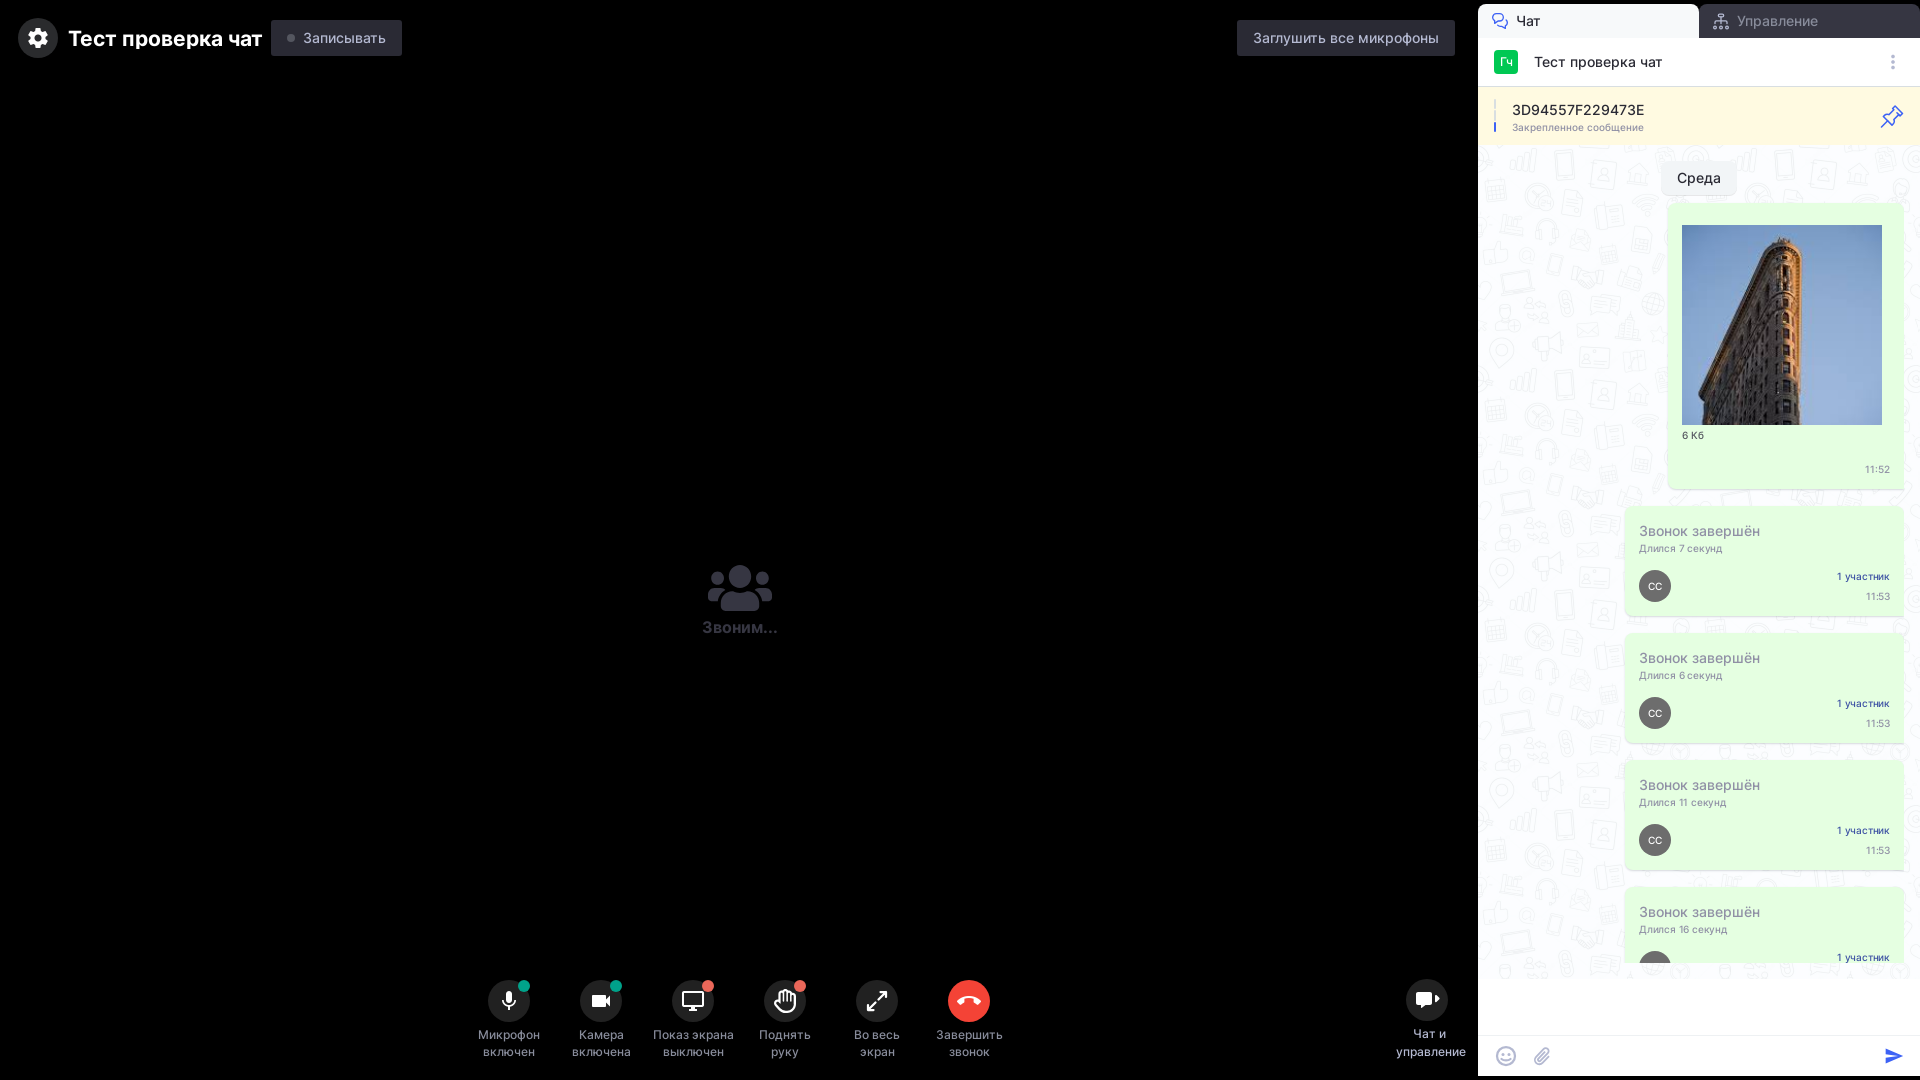 Тест проверка чат
Записывать
Заглушить все микрофоны
Звоним...
Микрофон
включен
Камера
включена
Показ экрана
выключен
Поднять
руку
Во весь
экран
Завершить
звонок
Чат и
управление
Чат
Управление
Гч
Тест проверка чат
3D94557F229473E
Закрепленное сообщение
Среда
6 Кб
11:52
Звонок завершён
Длился 7 секунд
СС
1 участник
11:53
Звонок завершён
Длился 6 секунд
СС
1 участник
11:53
Звонок завершён
Длился 11 секунд
СС
1 участник
11:53
Звонок завершён
Длился 16 секунд
1 участник